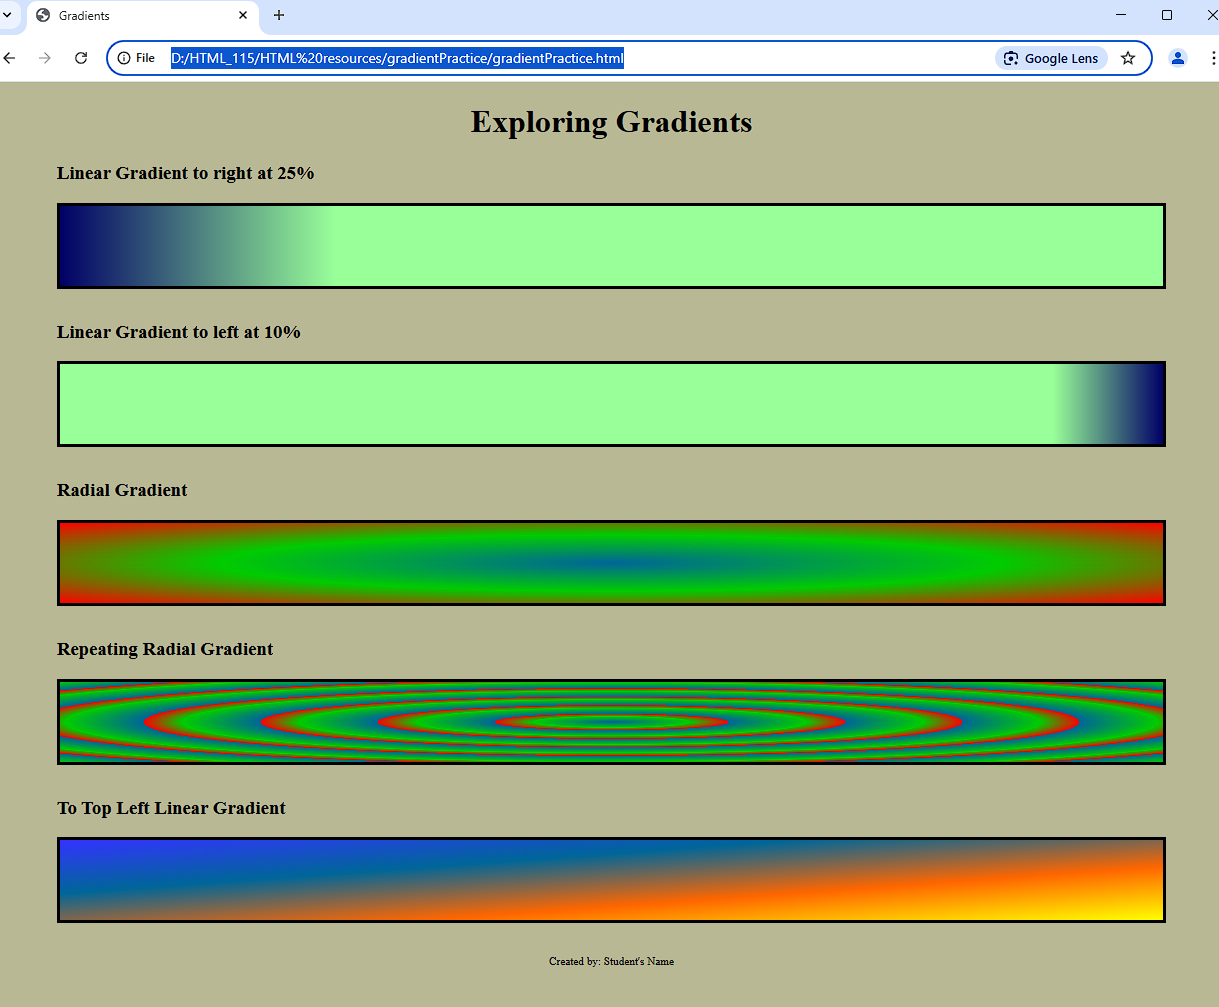 Gradients
File
D:/HTML_115/HTML%20resources/gradientPractice/gradientPractice.html
Google Lens
Exploring Gradients
Linear Gradient to right at 25%
Linear Gradient to left at 10%
Radial Gradient
Repeating Radial Gradient
To Top Left Linear Gradient
Created by: Student's Name